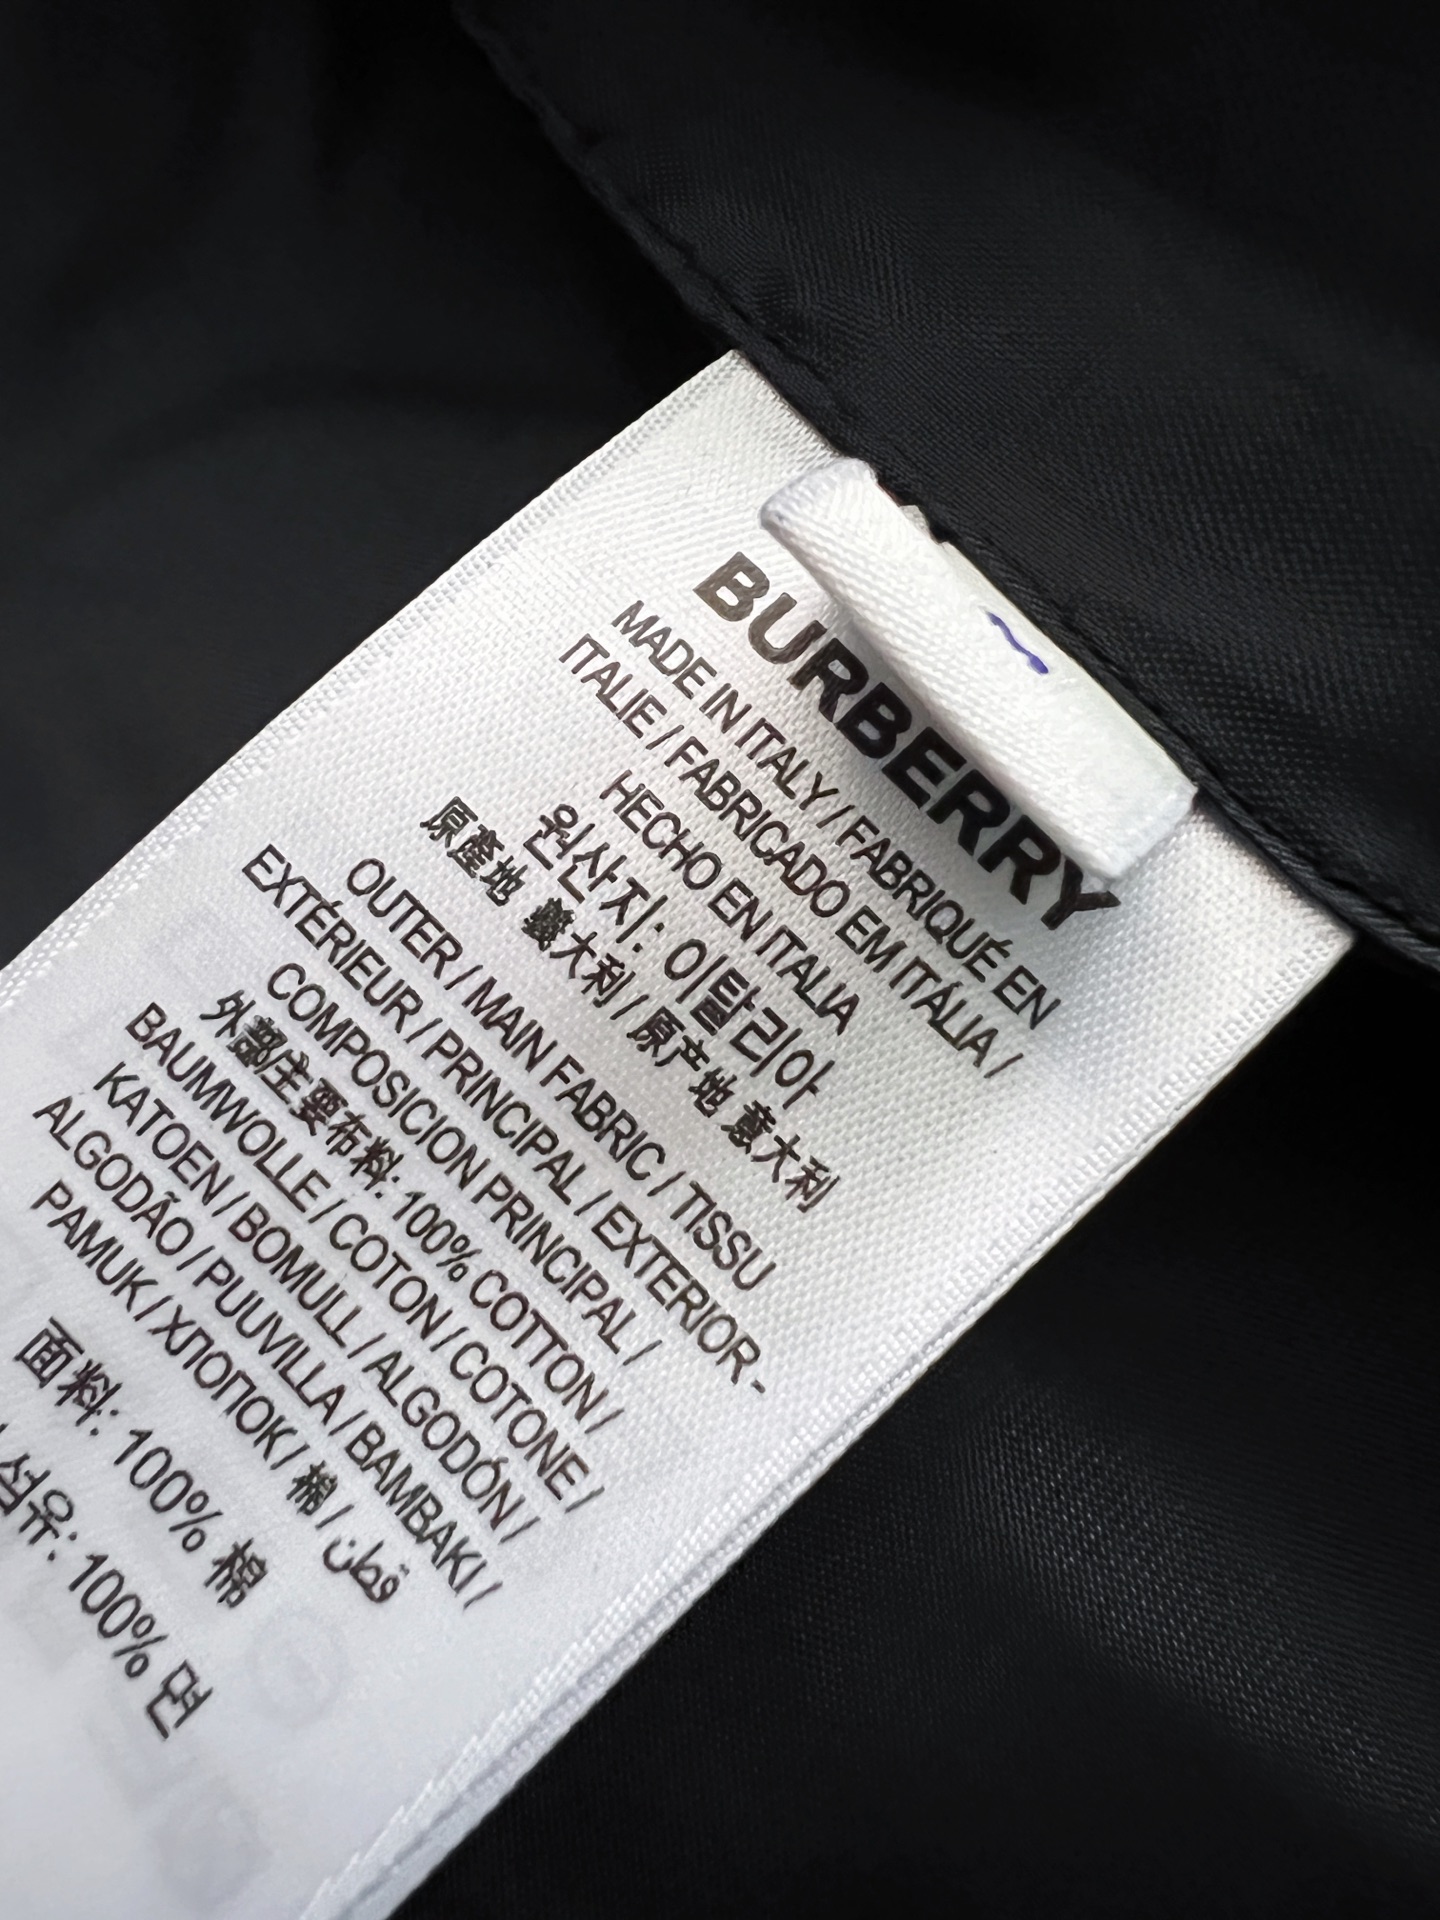 BURBERRY
MADE IN ITALY / FABRIQUÉ EN
ITALIE / FABRICADO EM ITÁLIA /
HECHO EN ITALIA
원산지: 이탈리아
原產地 義大利 / 原产地 意大利
OUTER / MAIN FABRIC / TISSU
EXTÉRIEUR / PRINCIPAL / EXTERIOR -
COMPOSICION PRINCIPAL /
外部主要布料: 100% COTTON /
BAUMWOLLE / COTON / COTONE /
KATOEN / BOMULL / ALGODÓN /
ALGODÃO / PUUVILLA / BAMBAKI /
PAMUK / ХЛОПОК / 棉 / قطن
面料: 100% 棉
섬유: 100% 면